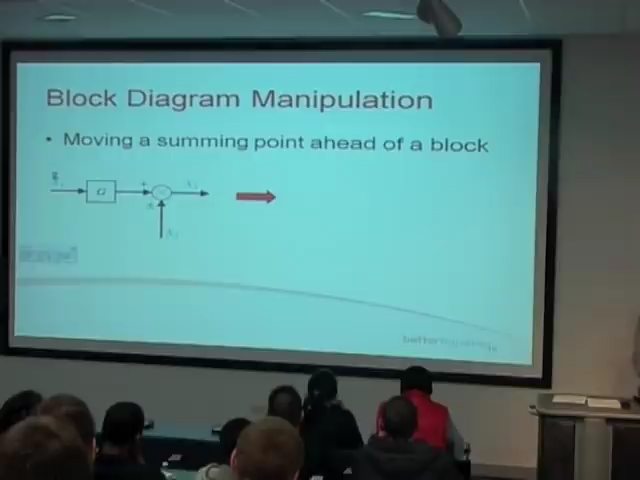 Block Diagram Manipulation
• Moving a summing point ahead of a block
G